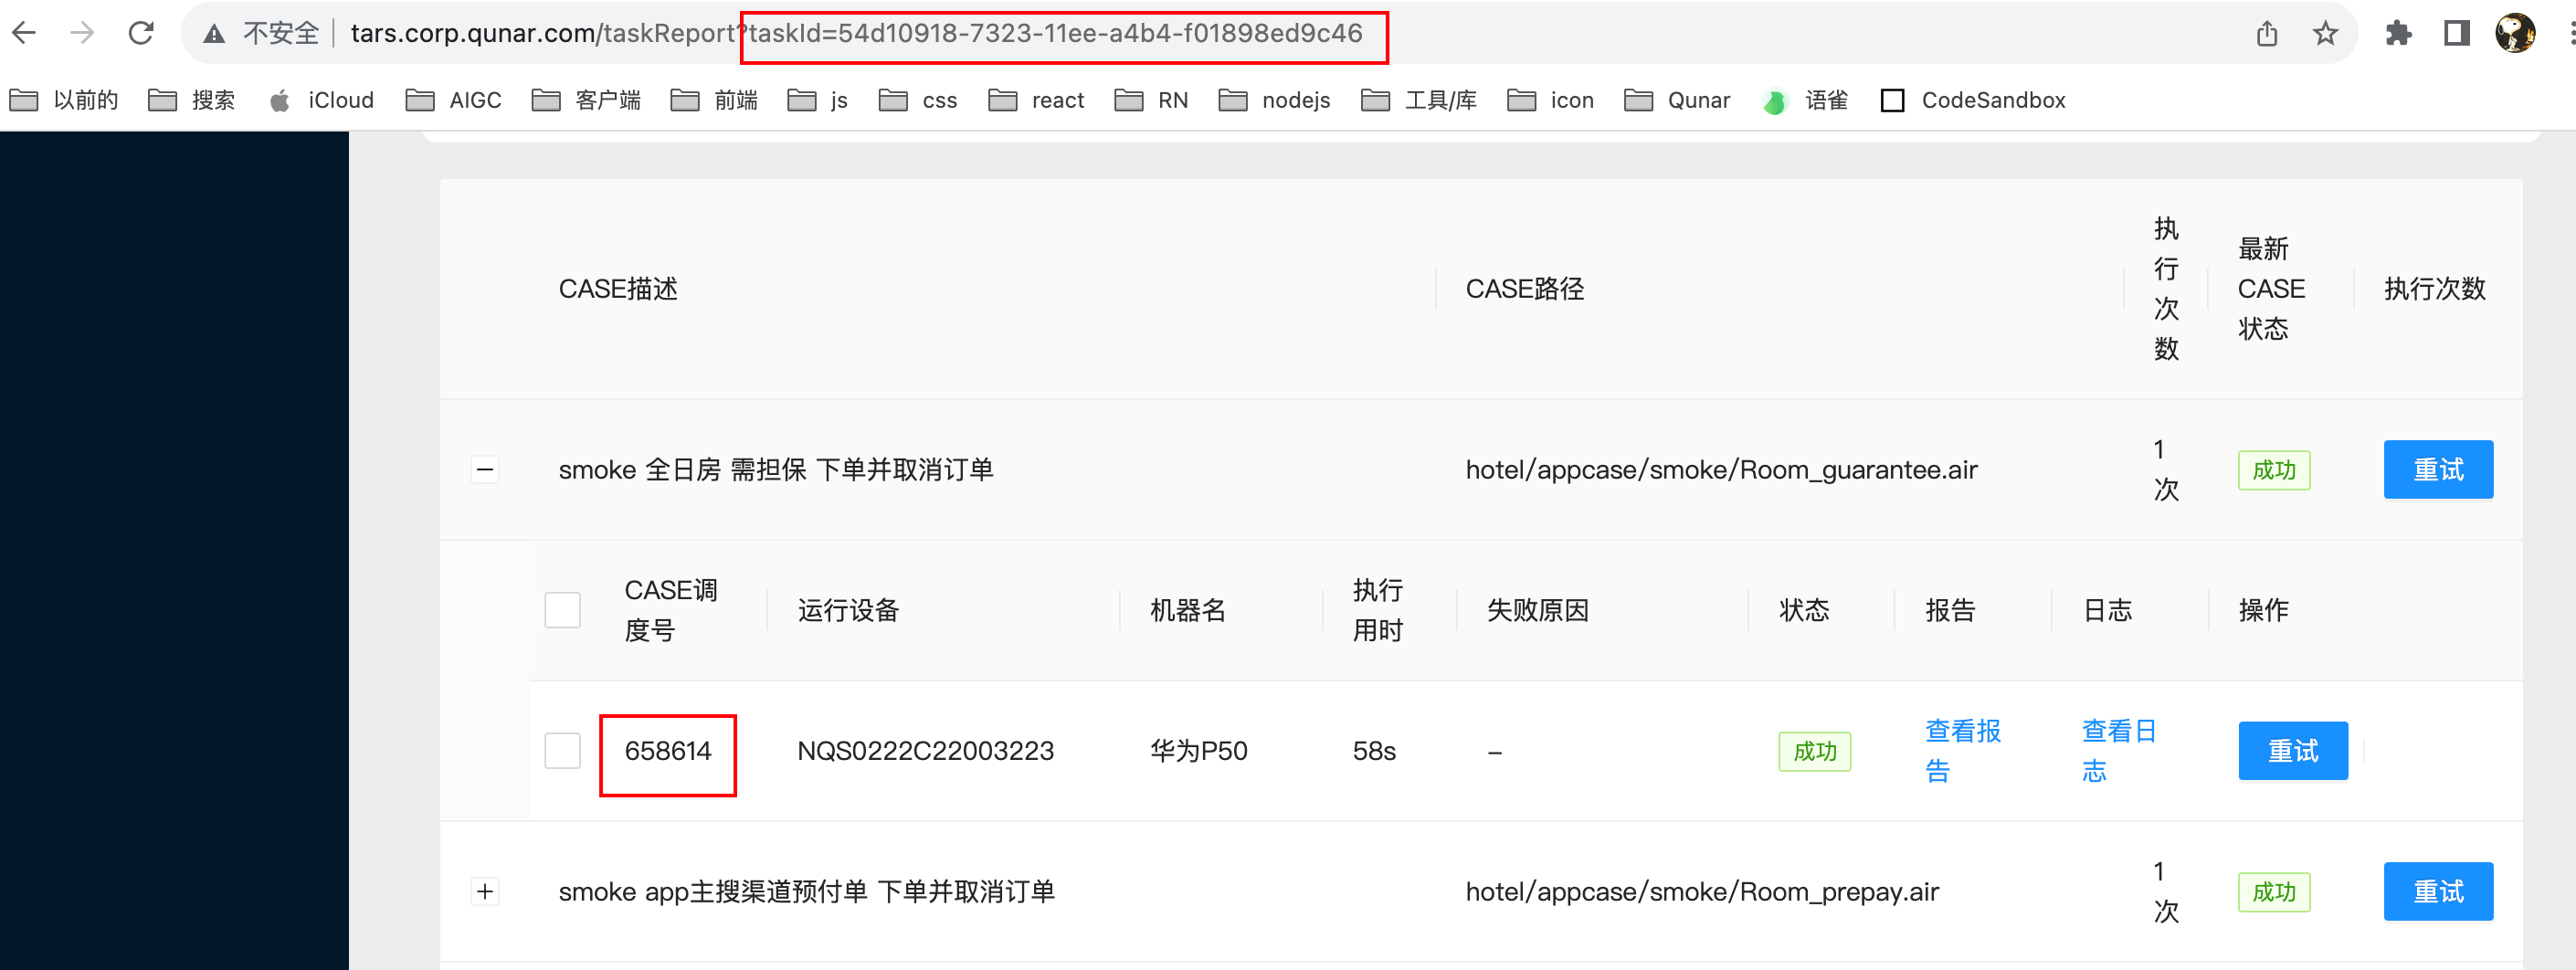 不安全 tars.corp.qunar.com/taskReport?taskId=54d10918-7323-11ee-a4b4-f01898ed9c46
以前的 搜索 iCloud AIGC 客户端 前端 js css react RN nodejs 工具/库 icon Qunar 语雀 CodeSandbox
CASE描述
CASE路径
执
行
次
数
最新
CASE
状态
执行次数
smoke 全日房 需担保 下单并取消订单
hotel/appcase/smoke/Room_guarantee.air
1
次
成功
重试
CASE调
度号
运行设备
机器名
执行
用时
失败原因
状态
报告
日志
操作
658614
NQS0222C22003223
华为P50
58s
–
成功
查看报
告
查看日
志
重试
smoke app主搜渠道预付单 下单并取消订单
hotel/appcase/smoke/Room_prepay.air
1
次
成功
重试